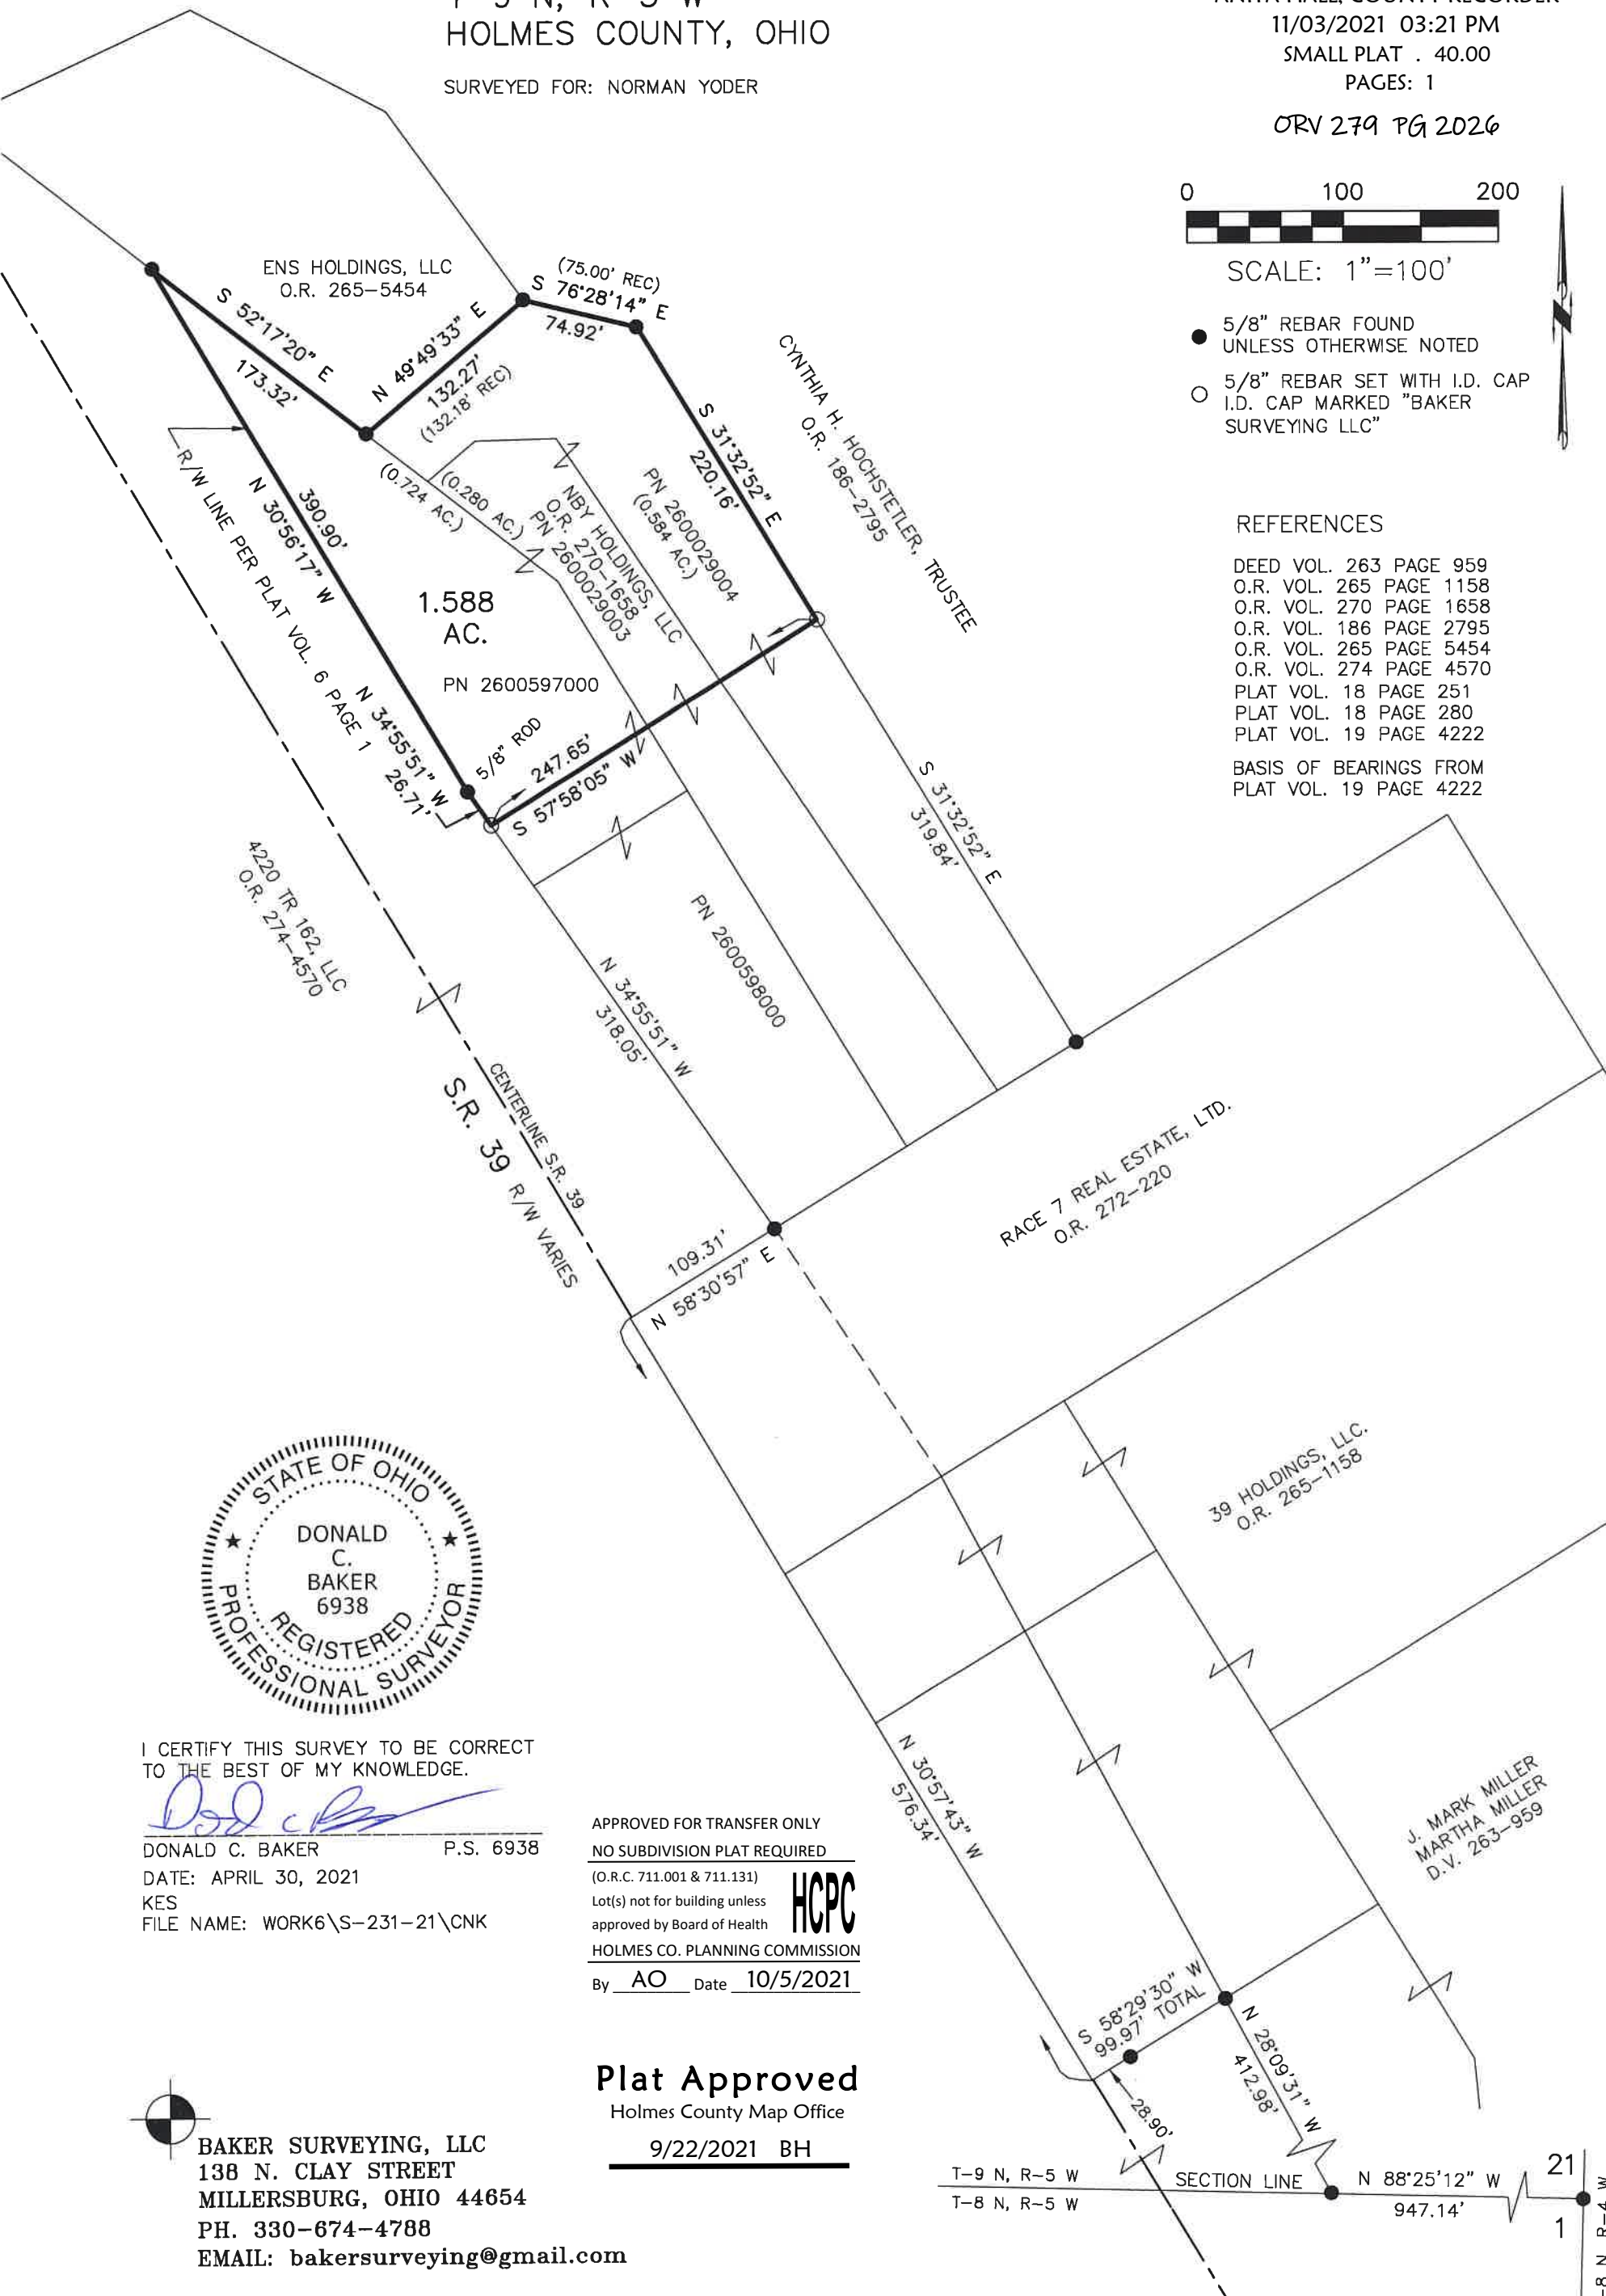 HOLMES COUNTY, OHIO
SURVEYED FOR: NORMAN YODER
11/03/2021 03:21 PM
SMALL PLAT . 40.00
PAGES: 1
ORV 279 PG 2026
0 100 200
SCALE: 1"=100'
5/8" REBAR FOUND
UNLESS OTHERWISE NOTED
5/8" REBAR SET WITH I.D. CAP
I.D. CAP MARKED "BAKER
SURVEYING LLC"
REFERENCES
DEED VOL. 263 PAGE 959
O.R. VOL. 265 PAGE 1158
O.R. VOL. 270 PAGE 1658
O.R. VOL. 186 PAGE 2795
O.R. VOL. 265 PAGE 5454
O.R. VOL. 274 PAGE 4570
PLAT VOL. 18 PAGE 251
PLAT VOL. 18 PAGE 280
PLAT VOL. 19 PAGE 4222
BASIS OF BEARINGS FROM
PLAT VOL. 19 PAGE 4222
ENS HOLDINGS, LLC
O.R. 265-5454
S 52°17'20" E
173.32'
N 49°49'33" E
132.27'
(132.18' REC)
(75.00' REC)
S 76°28'14" E
74.92'
S 31°32'52" E
220.16'
CYNTHIA H. HOCHSTETLER, TRUSTEE
O.R. 186-2795
R/W LINE PER PLAT VOL. 6 PAGE 1
390.90'
N 30°56'17" W
(0.724 AC.)
(0.280 AC.)
NBY HOLDINGS, LLC
O.R. 270-1658
PN 2600029003
PN 2600029004
(0.584 AC.)
1.588
AC.
PN 2600597000
N 34°55'51" W
26.71'
5/8" ROD
247.65'
S 57°58'05" W
4220 TR 162, LLC
O.R. 274-4570
S 31°32'52" E
319.84'
PN 2600598000
N 34°55'51" W
318.05'
CENTERLINE S.R. 39
S.R. 39 R/W VARIES
109.31'
N 58°30'57" E
RACE 7 REAL ESTATE, LTD.
O.R. 272-220
39 HOLDINGS, LLC.
O.R. 265-1158
N 30°57'43" W
576.34'
J. MARK MILLER
MARTHA MILLER
D.V. 263-959
S 58°29'30" W
99.97' TOTAL
28.90'
N 28°09'31" W
412.98'
T-9 N, R-5 W
T-8 N, R-5 W
SECTION LINE
N 88°25'12" W
947.14'
21
1
STATE OF OHIO
DONALD
C.
BAKER
6938
REGISTERED
PROFESSIONAL SURVEYOR
I CERTIFY THIS SURVEY TO BE CORRECT
TO THE BEST OF MY KNOWLEDGE.
DONALD C. BAKER P.S. 6938
DATE: APRIL 30, 2021
KES
FILE NAME: WORK6\S-231-21\CNK
APPROVED FOR TRANSFER ONLY
NO SUBDIVISION PLAT REQUIRED
(O.R.C. 711.001 & 711.131)
Lot(s) not for building unless
approved by Board of Health
HCPC
HOLMES CO. PLANNING COMMISSION
By AO Date 10/5/2021
Plat Approved
Holmes County Map Office
9/22/2021 BH
BAKER SURVEYING, LLC
138 N. CLAY STREET
MILLERSBURG, OHIO 44654
PH. 330-674-4788
EMAIL: bakersurveying@gmail.com